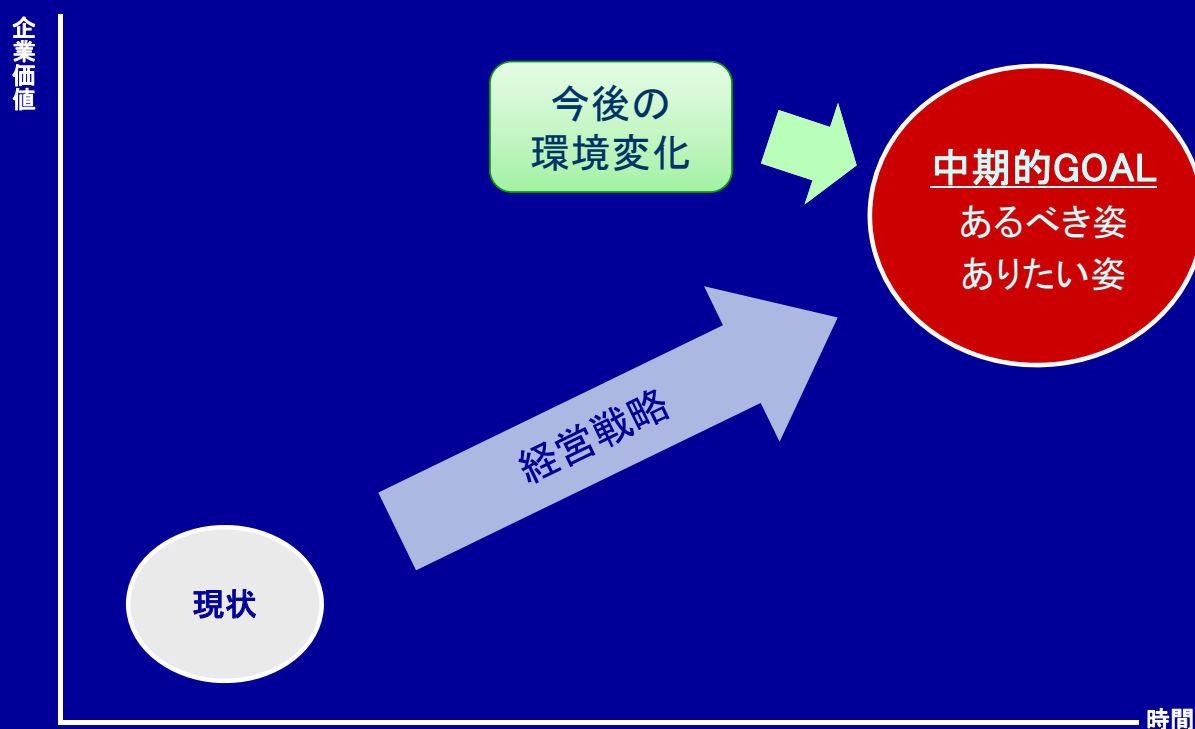 企業価値
今後の
環境変化
中期的GOAL
あるべき姿
ありたい姿
経営戦略
現状
時間